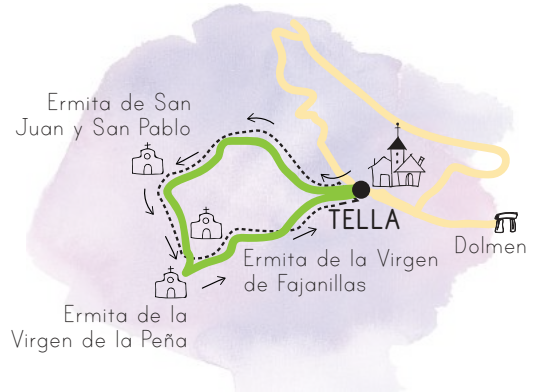 Ermita de San
Juan y San Pablo
TELLA
Dolmen
Ermita de la Virgen
de Fajanillas
Ermita de la
Virgen de la Peña